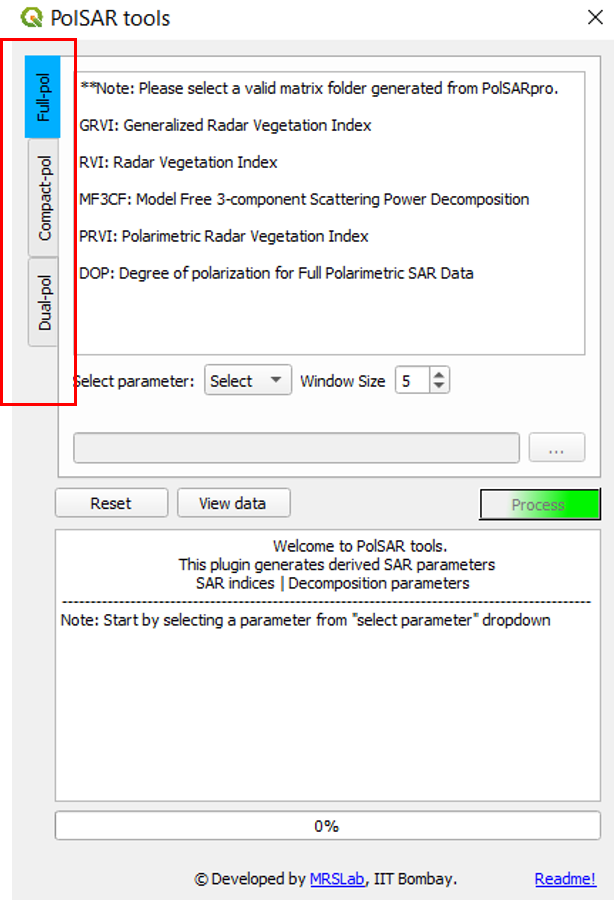 PolSAR tools
Full-pol
Compact-pol
Dual-pol
**Note: Please select a valid matrix folder generated from PolSARpro.
GRVI: Generalized Radar Vegetation Index
RVI: Radar Vegetation Index
MF3CF: Model Free 3-component Scattering Power Decomposition
PRVI: Polarimetric Radar Vegetation Index
DOP: Degree of polarization for Full Polarimetric SAR Data
Select parameter: Select Window Size 5
...
Reset View data Process
Welcome to PolSAR tools.
This plugin generates derived SAR parameters
SAR indices | Decomposition parameters
Note: Start by selecting a parameter from "select parameter" dropdown
0%
© Developed by MRSLab, IIT Bombay. Readme!